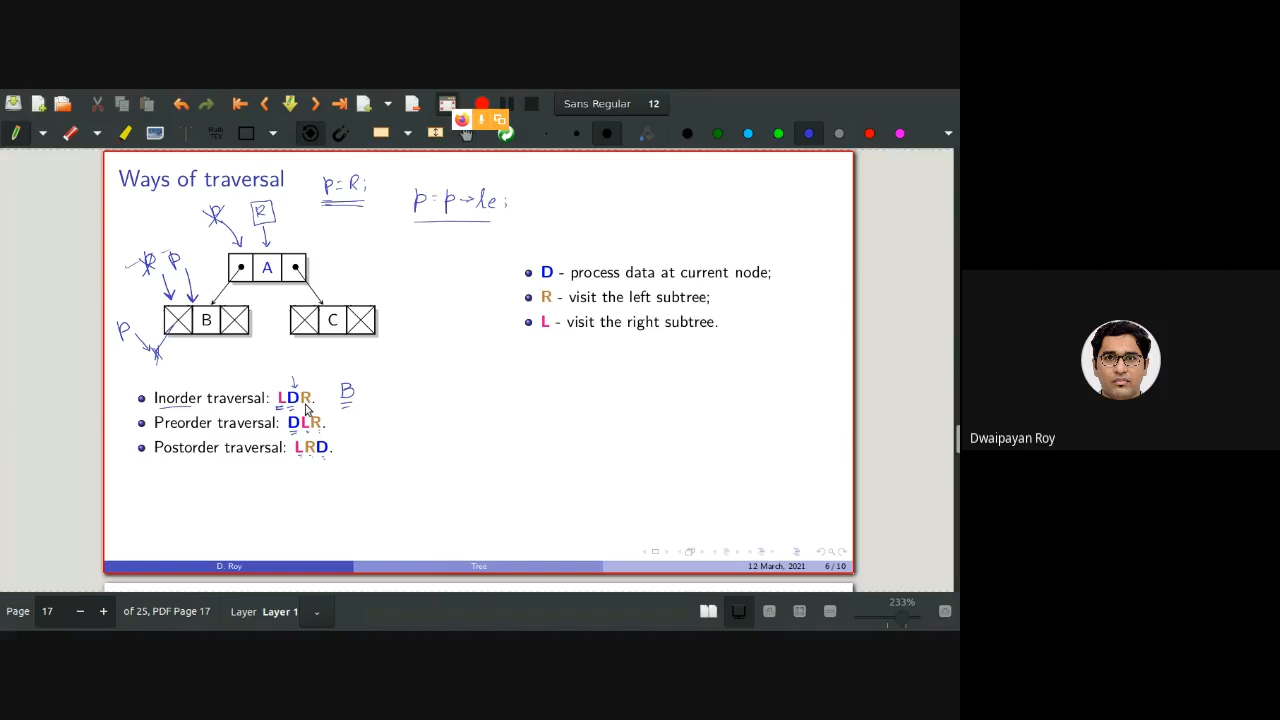 Sans Regular 12
Ways of traversal
p = R;
p = p → le;
p
R
A
p
p
B
C
p
D - process data at current node;
R - visit the left subtree;
L - visit the right subtree.
Inorder traversal: LDR.
B
Preorder traversal: DLR.
Postorder traversal: LRD.
D. Roy
Tree
12 March, 2021
6 / 10
Page 17 of 25, PDF Page 17
Layer Layer 1
233%
Dwaipayan Roy